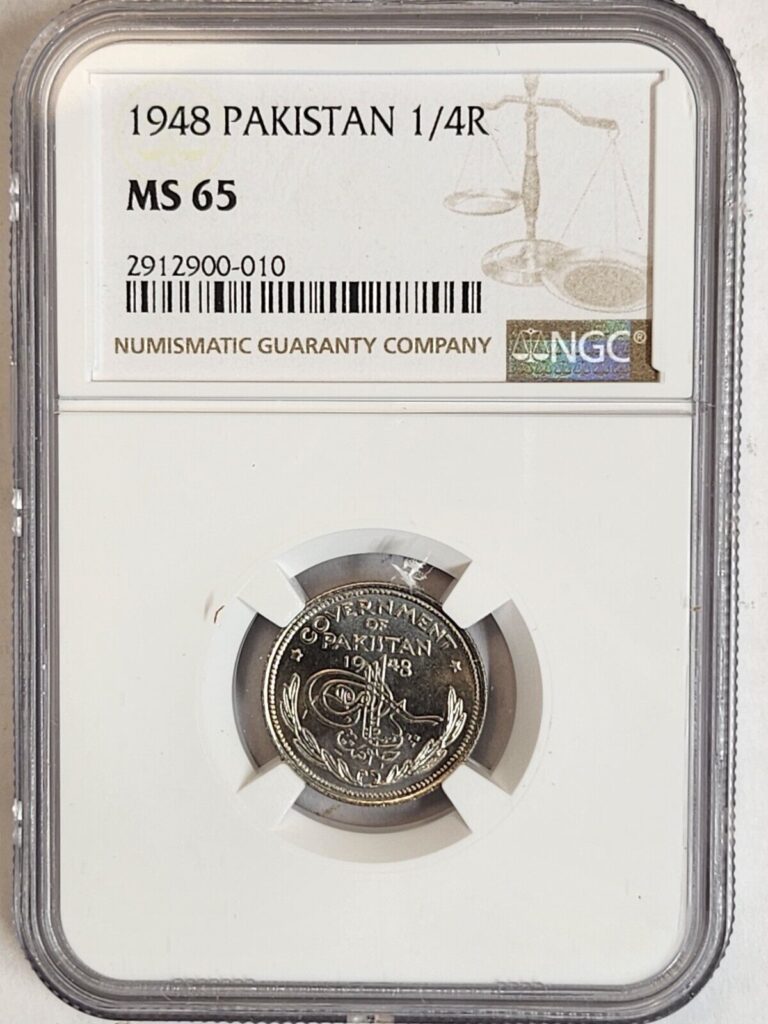 1948 PAKISTAN 1/4R
MS 65
2912900-010
NUMISMATIC GUARANTY COMPANY
NGC®
GOVERNMENT
OF
PAKISTAN
1948